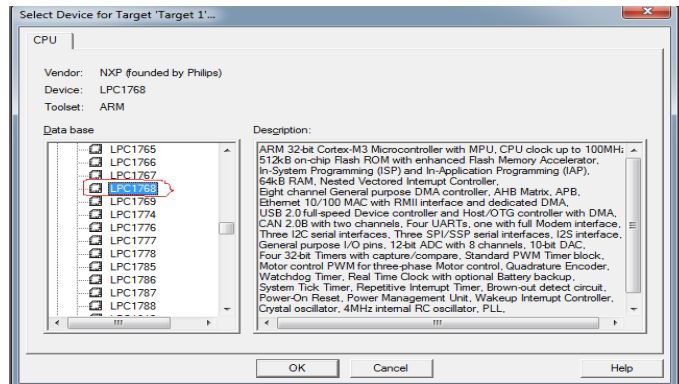 Select Device for Target 'Target 1'...
CPU
Vendor: NXP (founded by Philips)
Device: LPC1768
Toolset: ARM
Data base
LPC1765
LPC1766
LPC1767
LPC1768
LPC1769
LPC1774
LPC1776
LPC1777
LPC1778
LPC1785
LPC1786
LPC1787
LPC1788
Description:
ARM 32-bit Cortex-M3 Microcontroller with MPU, CPU clock up to 100MHz
512kB on-chip Flash ROM with enhanced Flash Memory Accelerator,
In-System Programming (ISP) and In-Application Programming (IAP),
64kB RAM, Nested Vectored Interrupt Controller,
Eight channel General purpose DMA controller, AHB Matrix, APB,
Ethernet 10/100 MAC with RMII interface and dedicated DMA,
USB 2.0 full-speed Device controller and Host/OTG controller with DMA,
CAN 2.0B with two channels, Four UARTs, one with full Modem interface,
Three I2C serial interfaces, Three SPI/SSP serial interfaces, I2S interface,
General purpose I/O pins, 12-bit ADC with 8 channels, 10-bit DAC,
Four 32-bit Timers with capture/compare, Standard PWM Timer block,
Motor control PWM for three-phase Motor control, Quadrature Encoder,
Watchdog Timer, Real Time Clock with optional Battery backup,
System Tick Timer, Repetitive Interrupt Timer, Brown-out detect circuit,
Power-On Reset, Power Management Unit, Wakeup Interrupt Controller,
Crystal oscillator, 4MHz internal RC oscillator, PLL,
OK
Cancel
Help